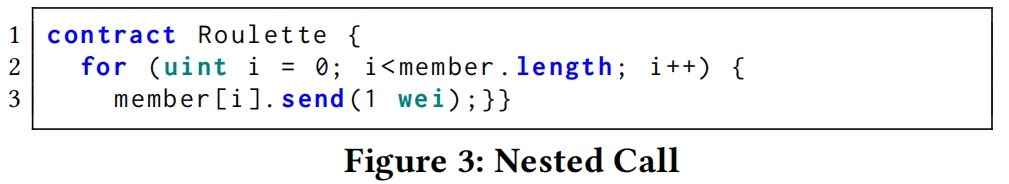 1 contract Roulette {
2 for (uint i = 0; i<member.length; i++) {
3 member[i].send(1 wei);}}
Figure 3: Nested Call